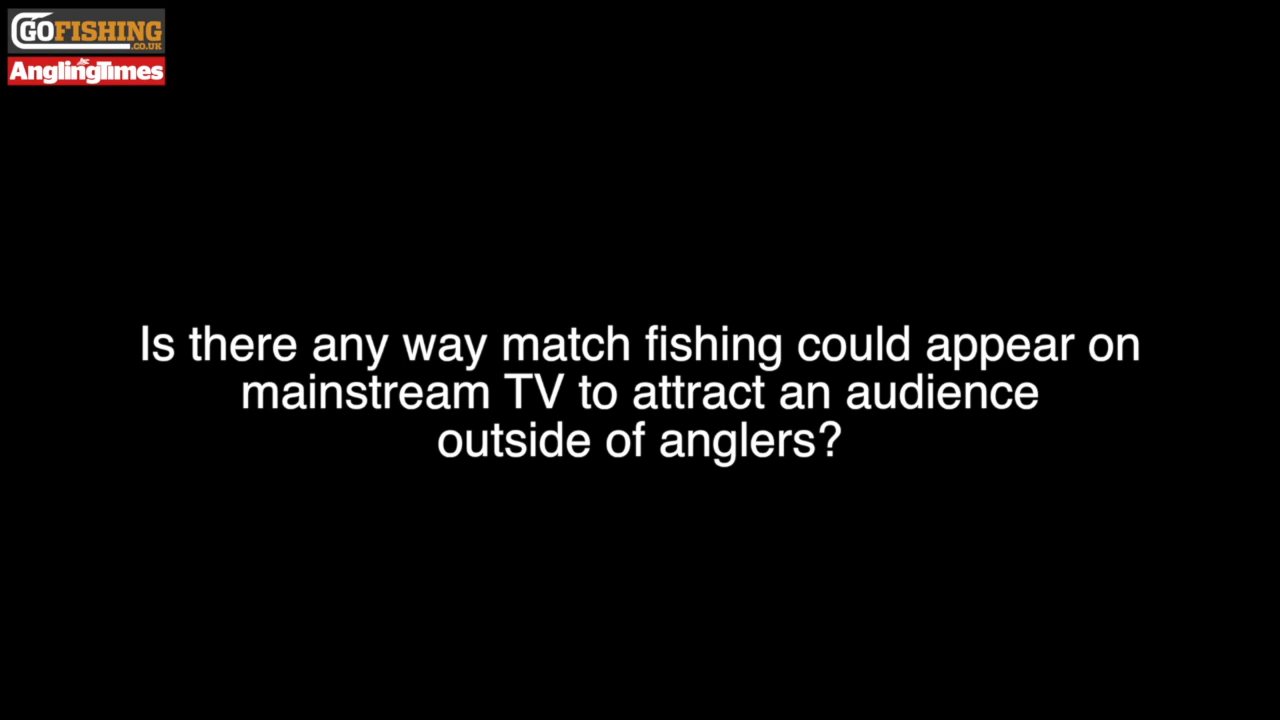 GOFISHING
.CO.UK
AnglingTimes
Is there any way match fishing could appear on
mainstream TV to attract an audience
outside of anglers?